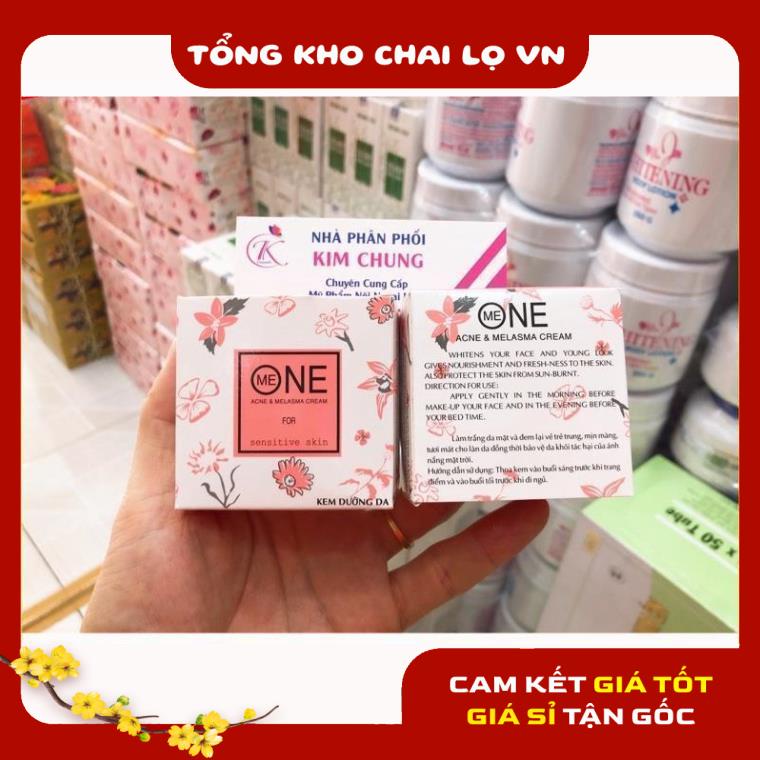 TỔNG KHO CHAI LỌ VN
NHÀ PHÂN PHỐI
KIM CHUNG
Chuyên Cung Cấp
ME ONE
ACNE & MELASMA CREAM
FOR
sensitive skin
KEM DƯỠNG DA
ME ONE
ACNE & MELASMA CREAM
WHITENS YOUR FACE AND YOUNG LOOK
GIVES NOURISHMENT AND FRESH-NESS TO THE SKIN.
ALSO PROTECT THE SKIN FROM SUN-BURNT.
DIRECTION FOR USE:
APPLY GENTLY IN THE MORNING BEFORE
MAKE-UP YOUR FACE AND IN THE EVENING BEFORE
YOUR BED TIME.
Làm trắng da mặt và đem lại vẻ trẻ trung, mịn màng,
tươi mát cho làn da đồng thời bảo vệ da khỏi tác hại của ánh
nắng mặt trời.
Hướng dẫn sử dụng: Thoa kem vào buổi sáng trước khi trang
điểm và vào buổi tối trước khi đi ngủ.
WHITENING
BODY LOTION
x 50 Tube
CAM KẾT GIÁ TỐT
GIÁ SỈ TẬN GỐC